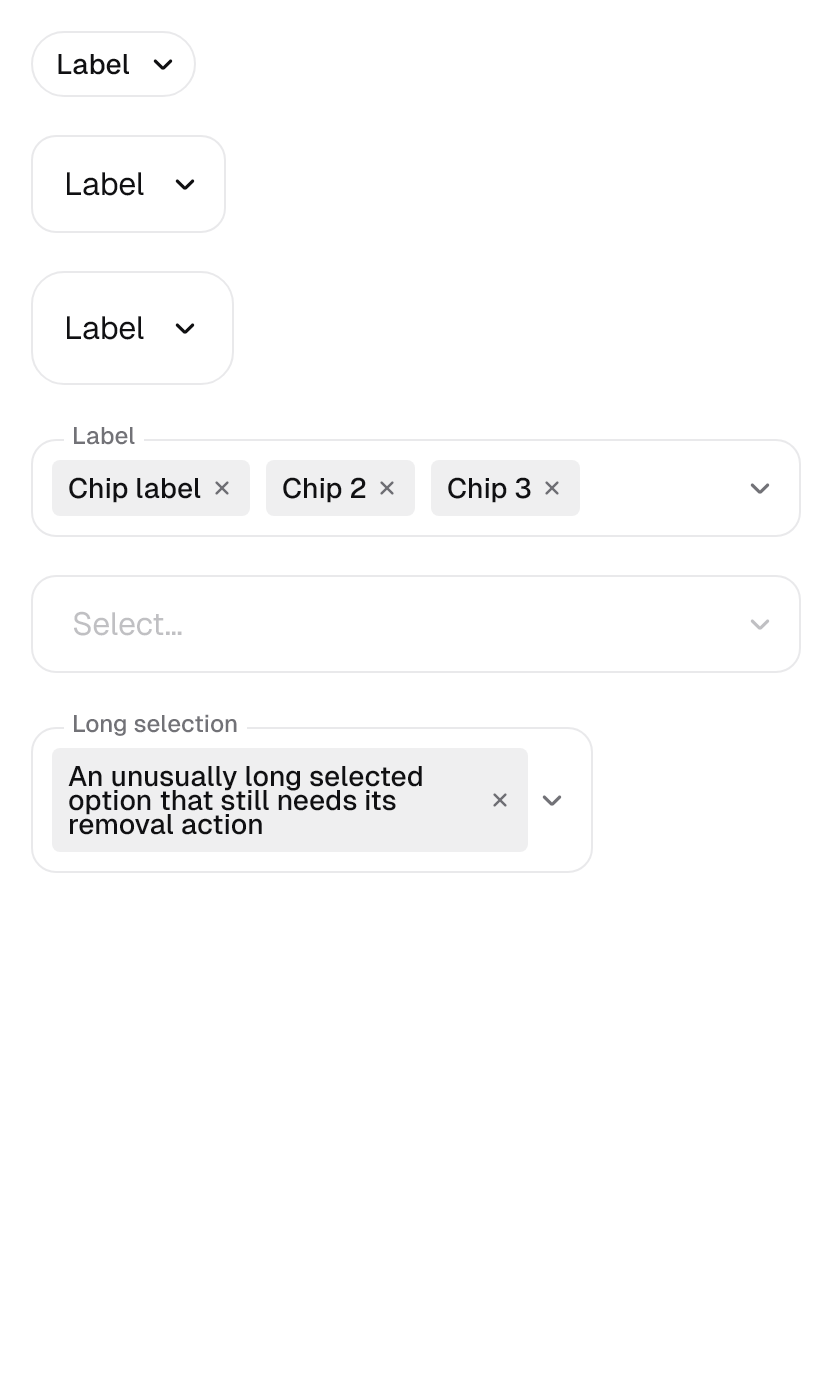 Label
Label
Label
Label
Chip label × Chip 2 × Chip 3 ×
Select...
Long selection
An unusually long selected
option that still needs its
removal action ×